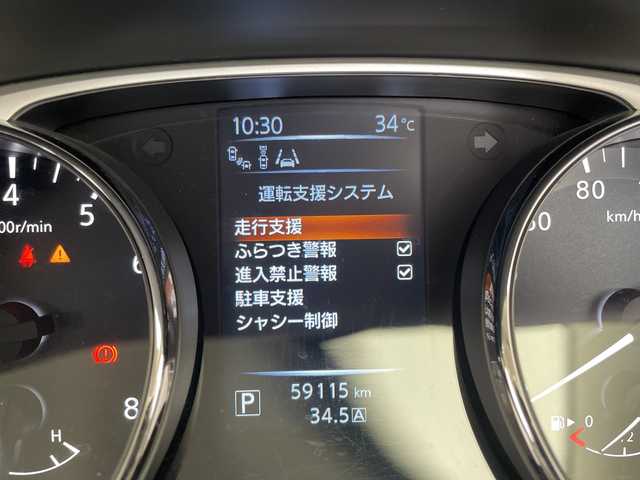 10:30 34℃
運転支援システム
走行支援
ふらつき警報
進入禁止警報
駐車支援
シャシー制御
59115 km
P 34.5 A
4
5
6
8
00r/min
H
80
60
km/h
0